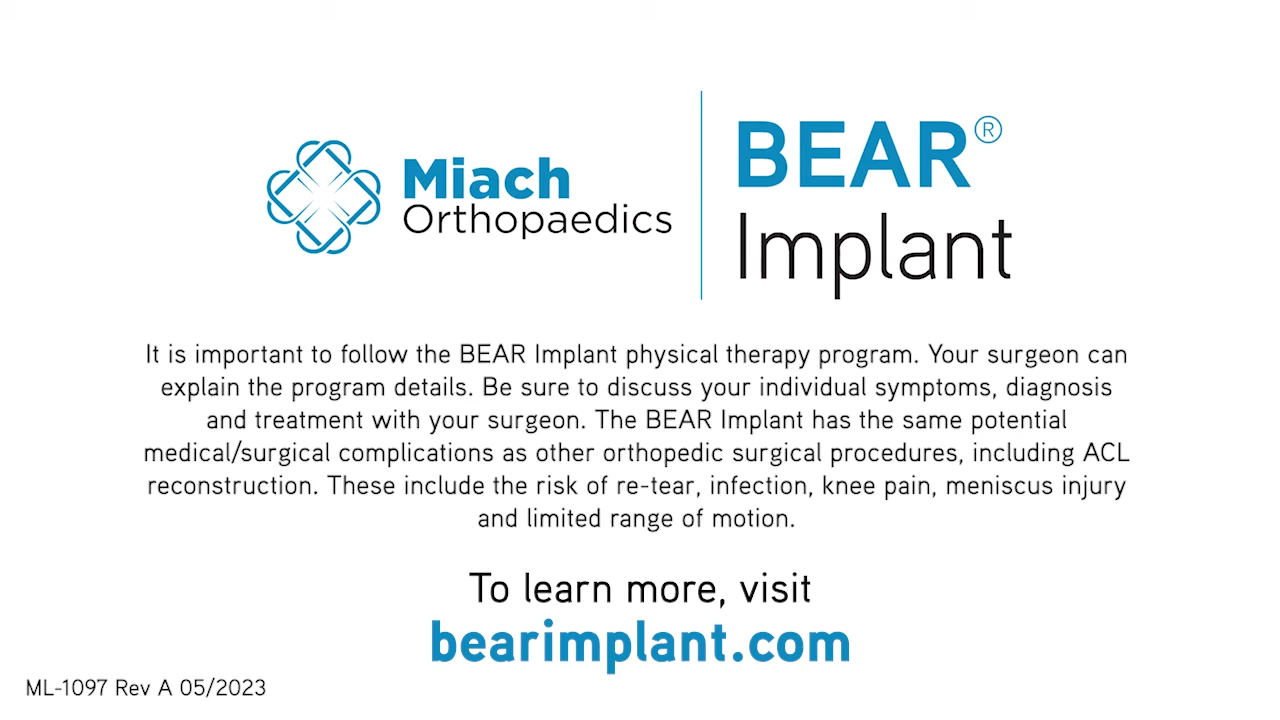 Miach
Orthopaedics
BEAR®
Implant
It is important to follow the BEAR Implant physical therapy program. Your surgeon can
explain the program details. Be sure to discuss your individual symptoms, diagnosis
and treatment with your surgeon. The BEAR Implant has the same potential
medical/surgical complications as other orthopedic surgical procedures, including ACL
reconstruction. These include the risk of re-tear, infection, knee pain, meniscus injury
and limited range of motion.
To learn more, visit
bearimplant.com
ML-1097 Rev A 05/2023